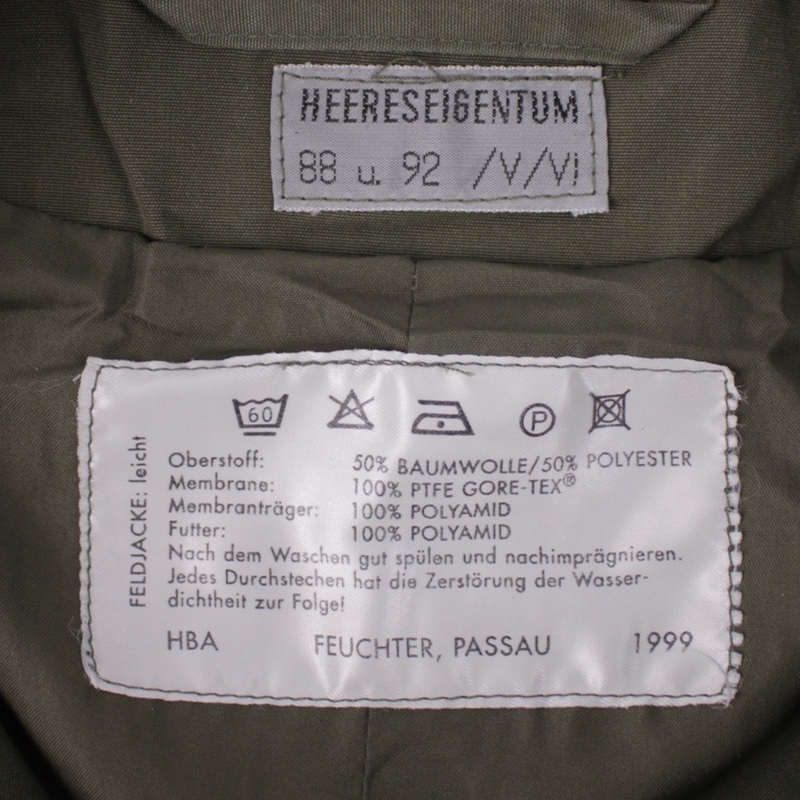 HEERESEIGENTUM
88 u. 92 /V/VI
60
P
FELDJACKE: leicht
Oberstoff: 50% BAUMWOLLE/50% POLYESTER
Membrane: 100% PTFE GORE-TEX®
Membranträger: 100% POLYAMID
Futter: 100% POLYAMID
Nach dem Waschen gut spülen und nachimprägnieren.
Jedes Durchstechen hat die Zerstörung der Wasser-
dichtheit zur Folge!
HBA FEUCHTER, PASSAU 1999